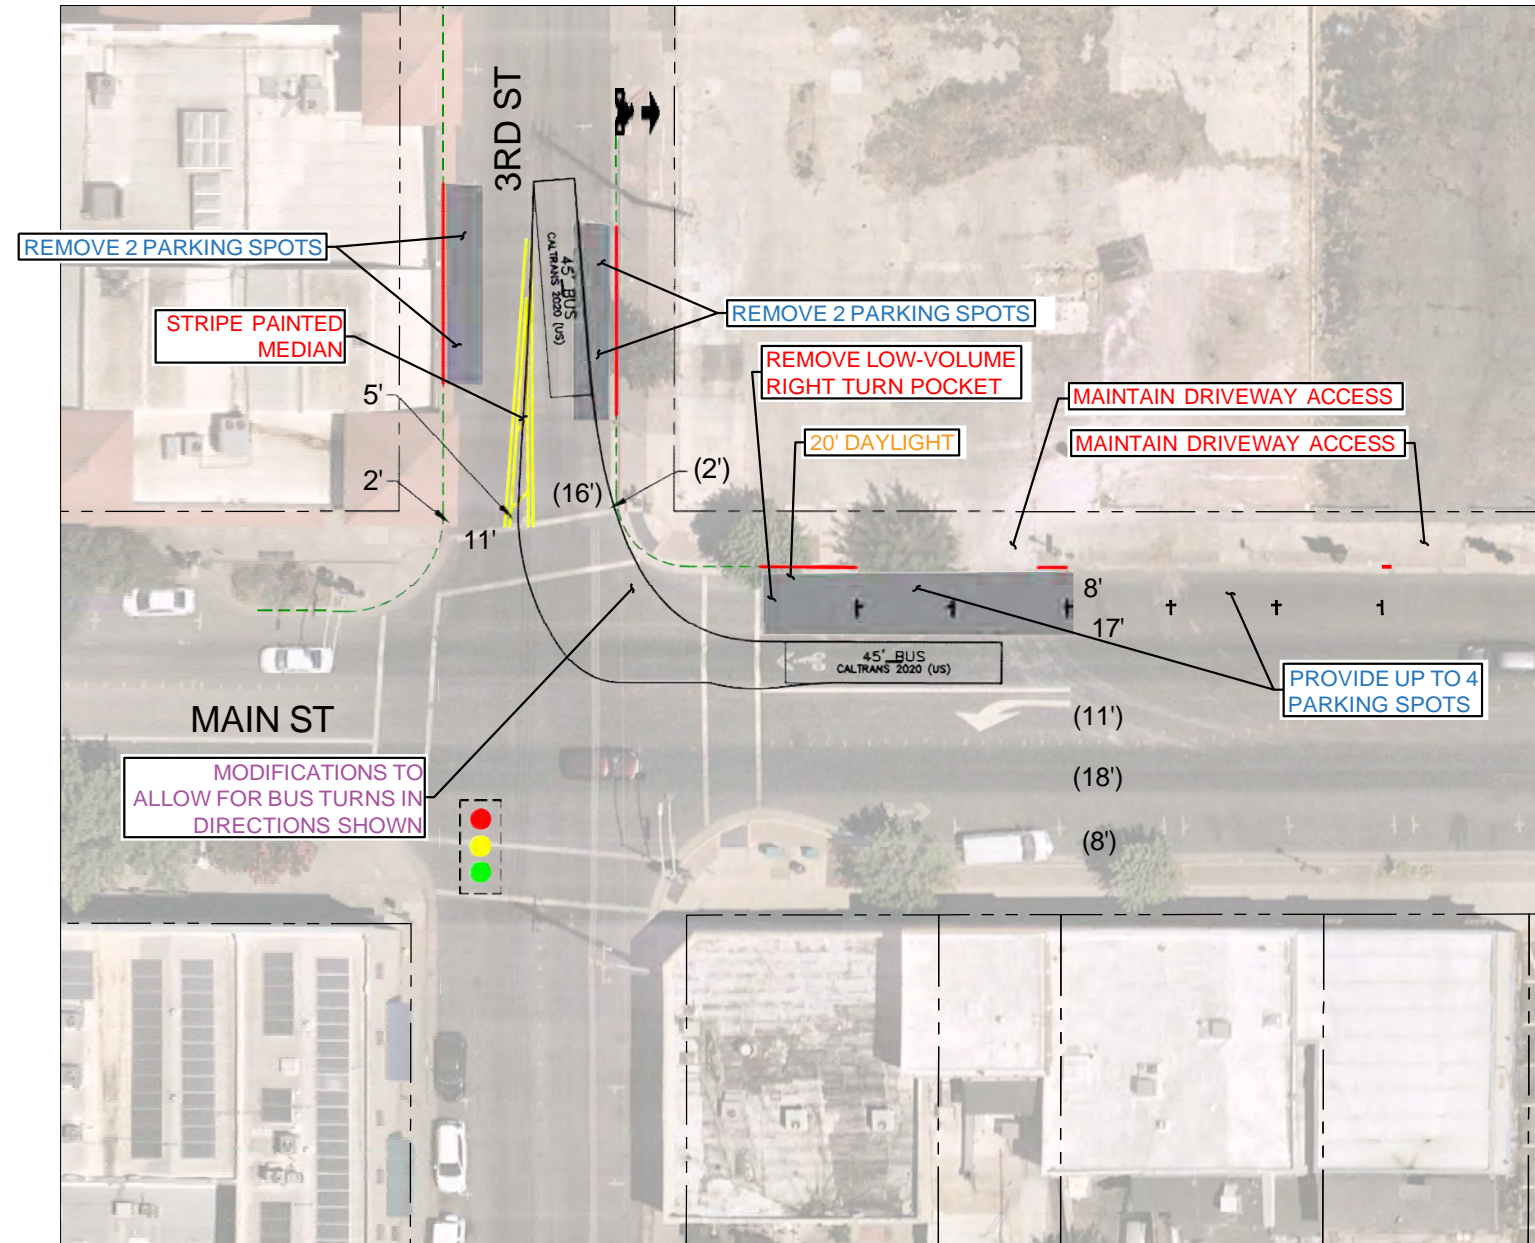 3RD ST
REMOVE 2 PARKING SPOTS
45'_BUS
CALTRANS 2020 (US)
REMOVE 2 PARKING SPOTS
STRIPE PAINTED
MEDIAN
REMOVE LOW-VOLUME
RIGHT TURN POCKET
5'
MAINTAIN DRIVEWAY ACCESS
20' DAYLIGHT
MAINTAIN DRIVEWAY ACCESS
2'
(16')
(2')
11'
8'
17'
45'_BUS
CALTRANS 2020 (US)
PROVIDE UP TO 4
PARKING SPOTS
MAIN ST
(11')
MODIFICATIONS TO
ALLOW FOR BUS TURNS IN
DIRECTIONS SHOWN
(18')
(8')